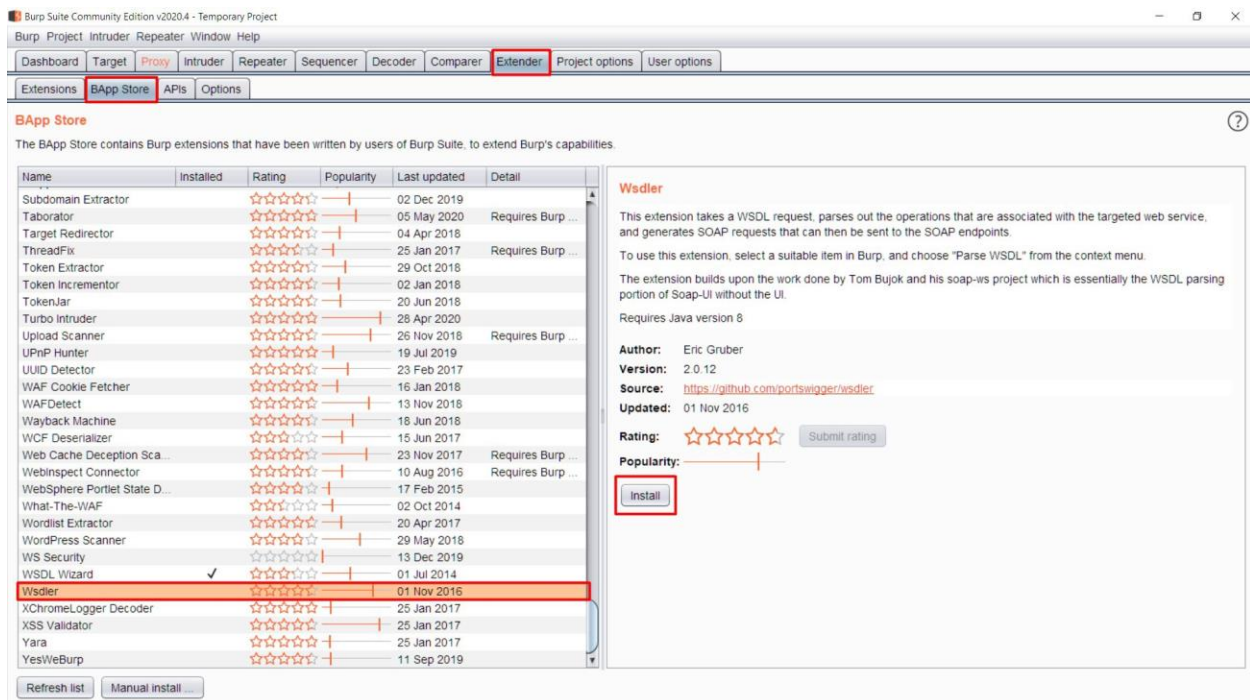 Burp Suite Community Edition v2020.4 - Temporary Project
Burp Project Intruder Repeater Window Help
Dashboard Target Proxy Intruder Repeater Sequencer Decoder Comparer Extender Project options User options
Extensions BApp Store APIs Options
BApp Store
?
The BApp Store contains Burp extensions that have been written by users of Burp Suite, to extend Burp's capabilities.
Name Installed Rating Popularity Last updated Detail
Subdomain Extractor 02 Dec 2019
Taborator 05 May 2020 Requires Burp ...
Target Redirector 04 Apr 2018
ThreadFix 25 Jan 2017 Requires Burp ...
Token Extractor 29 Oct 2018
Token Incrementor 02 Jan 2018
TokenJar 20 Jun 2018
Turbo Intruder 28 Apr 2020
Upload Scanner 26 Nov 2018 Requires Burp ...
UPnP Hunter 19 Jul 2019
UUID Detector 23 Feb 2017
WAF Cookie Fetcher 16 Jan 2018
WAFDetect 13 Nov 2018
Wayback Machine 18 Jun 2018
WCF Deserializer 15 Jun 2017
Web Cache Deception Sca... 23 Nov 2017 Requires Burp ...
WebInspect Connector 10 Aug 2016 Requires Burp ...
WebSphere Portlet State D... 17 Feb 2015
What-The-WAF 02 Oct 2014
Wordlist Extractor 20 Apr 2017
WordPress Scanner 29 May 2018
WS Security 13 Dec 2019
WSDL Wizard ✓ 01 Jul 2014
Wsdler 01 Nov 2016
XChromeLogger Decoder 25 Jan 2017
XSS Validator 25 Jan 2017
Yara 25 Jan 2017
YesWeBurp 11 Sep 2019
Refresh list Manual install ...
Wsdler
This extension takes a WSDL request, parses out the operations that are associated with the targeted web service,
and generates SOAP requests that can then be sent to the SOAP endpoints.
To use this extension, select a suitable item in Burp, and choose "Parse WSDL" from the context menu.
The extension builds upon the work done by Tom Bujok and his soap-ws project which is essentially the WSDL parsing
portion of Soap-UI without the UI.
Requires Java version 8
Author: Eric Gruber
Version: 2.0.12
Source: https://github.com/portswigger/wsdler
Updated: 01 Nov 2016
Rating: Submit rating
Popularity:
Install